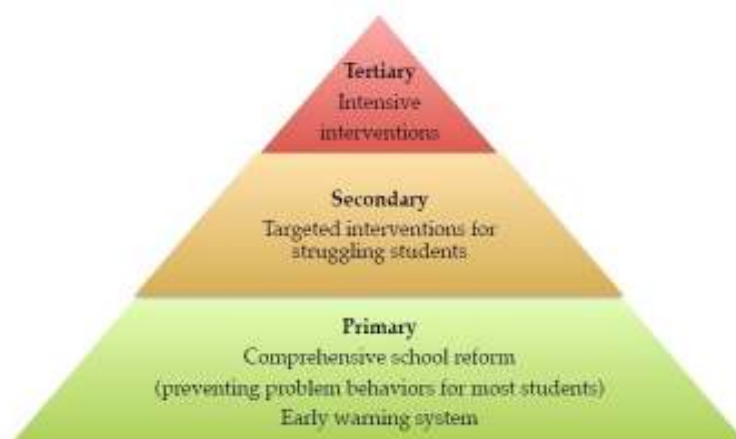 Tertiary
Intensive
interventions
Secondary
Targeted interventions for
struggling students
Primary
Comprehensive school reform
(preventing problem behaviors for most students)
Early warning system